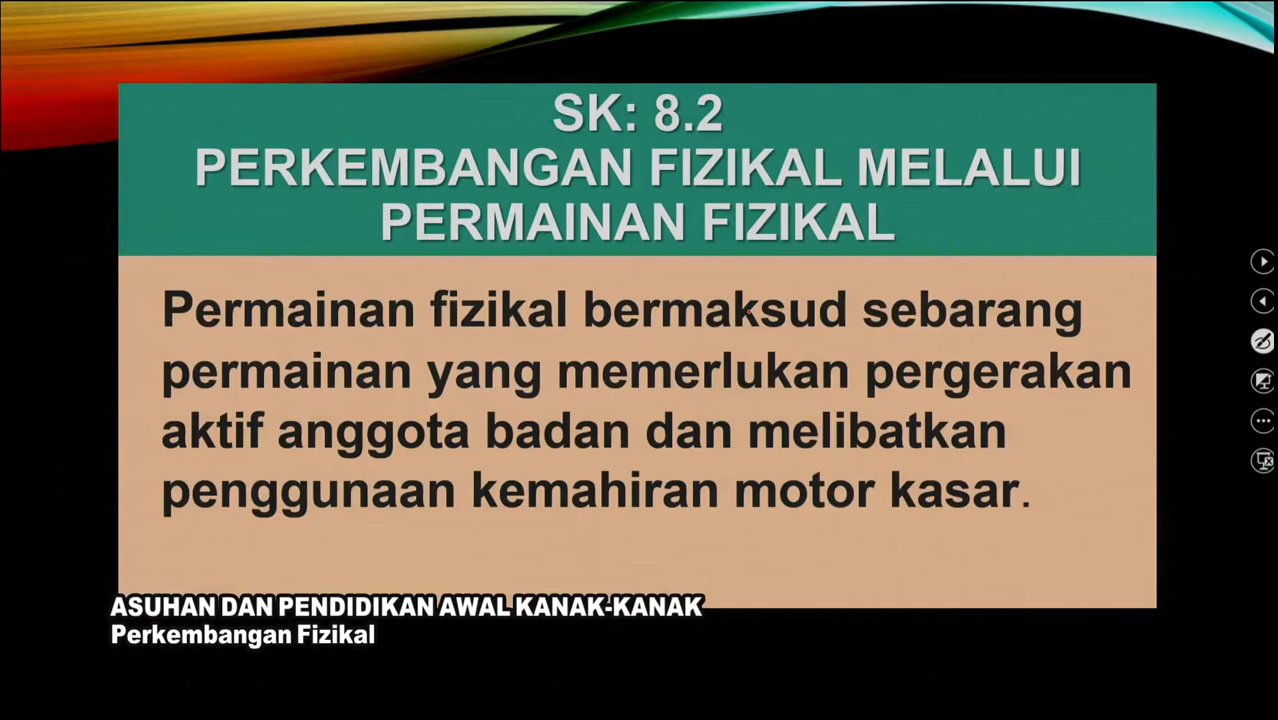 SK: 8.2
PERKEMBANGAN FIZIKAL MELALUI
PERMAINAN FIZIKAL
Permainan fizikal bermaksud sebarang
permainan yang memerlukan pergerakan
aktif anggota badan dan melibatkan
penggunaan kemahiran motor kasar.
ASUHAN DAN PENDIDIKAN AWAL KANAK-KANAK
Perkembangan Fizikal